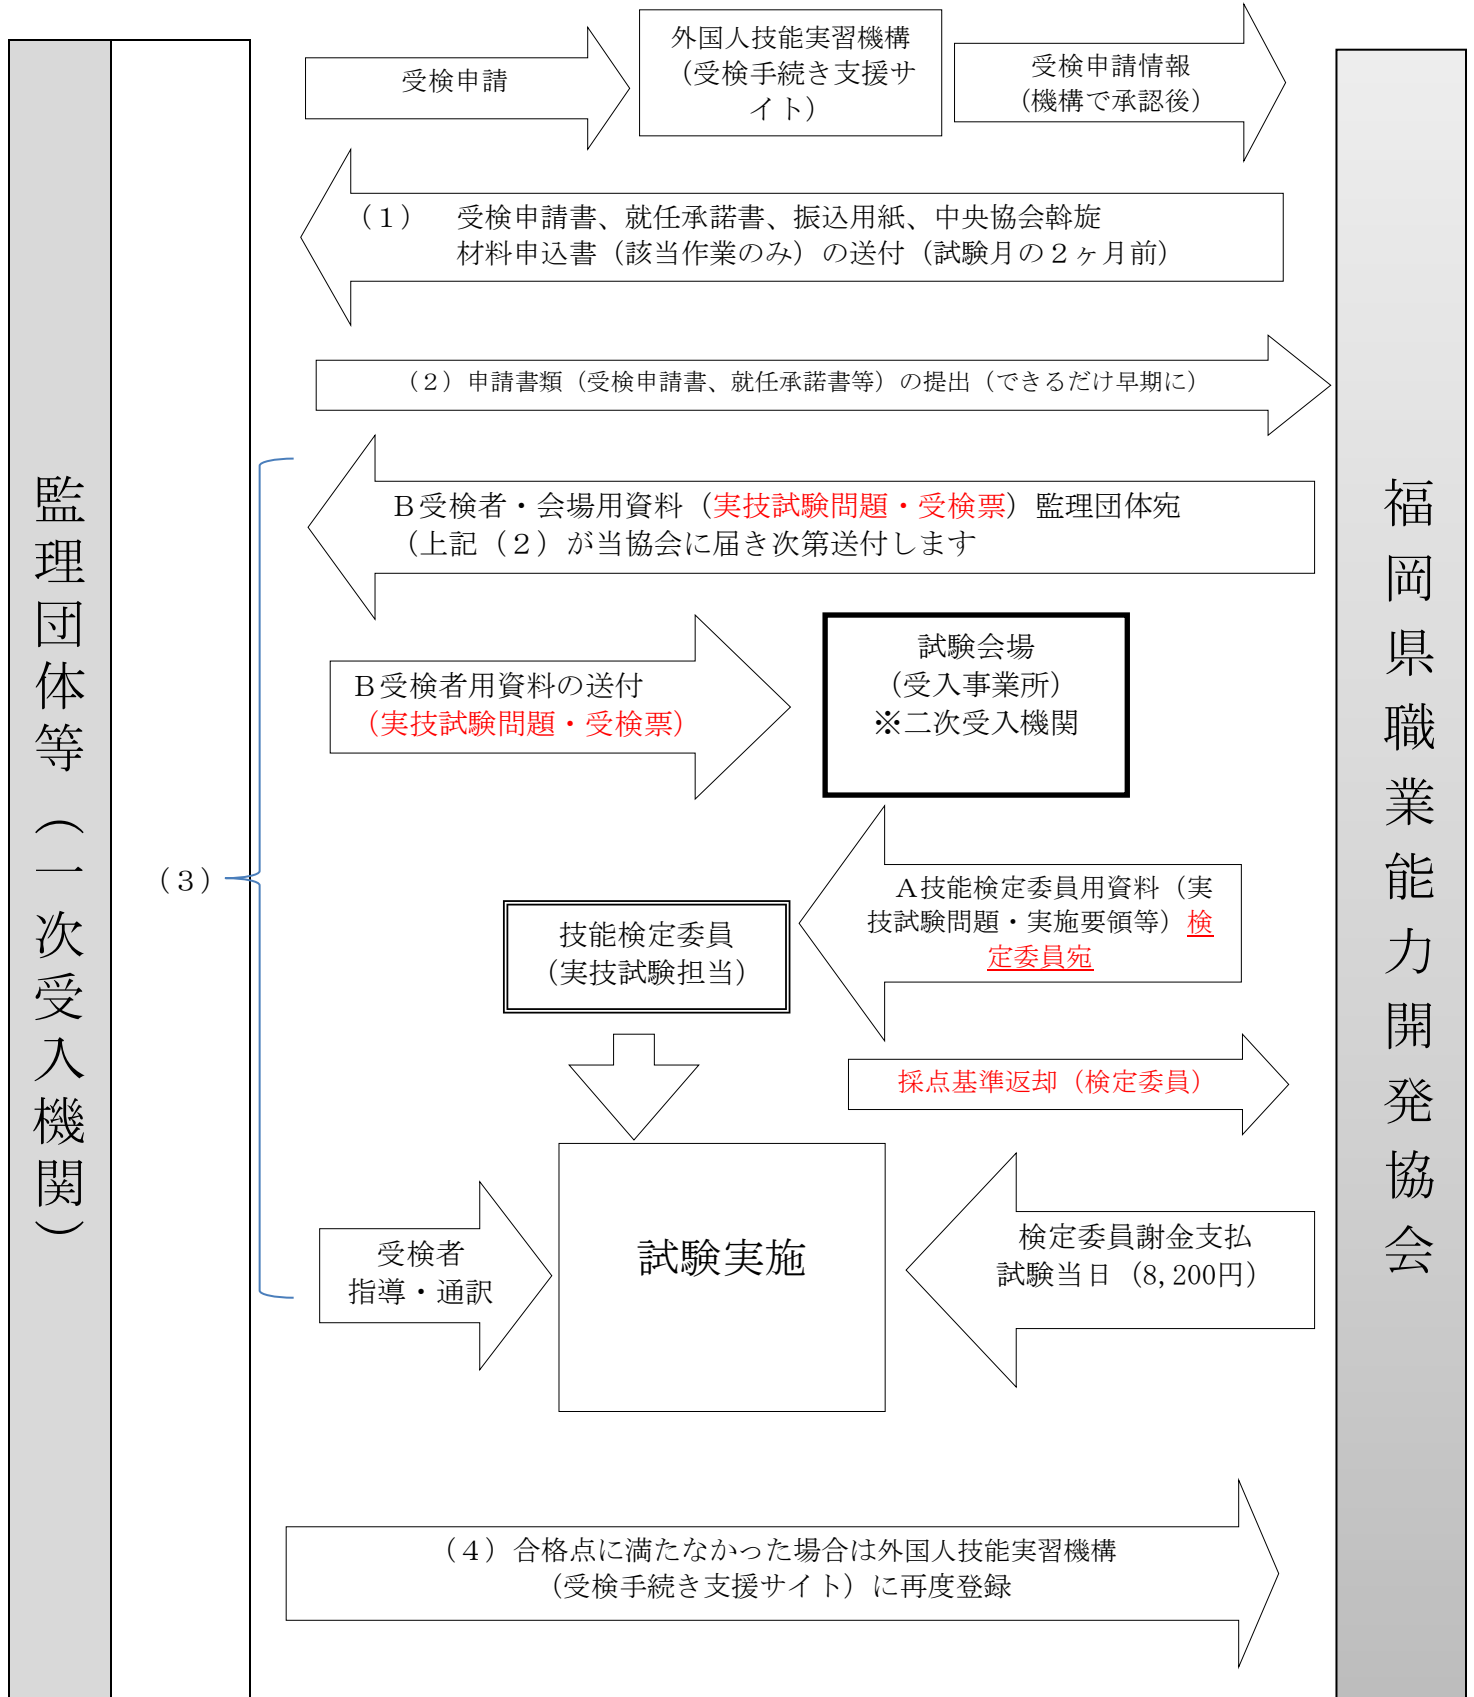 外国人技能実習機構
(受検手続き支援サ
イト)
受検申請
受検申請情報
(機構で承認後)
(1)　受検申請書、就任承諾書、振込用紙、中央協会斡旋
材料申込書(該当作業のみ)の送付(試験月の2ヶ月前)
(2)申請書類(受検申請書、就任承諾書等)の提出(できるだけ早期に)
B受検者・会場用資料(実技試験問題・受検票)監理団体宛
(上記(2)が当協会に届き次第送付します
B受検者用資料の送付
(実技試験問題・受検票)
試験会場
(受入事業所)
※二次受入機関
(3)
A技能検定委員用資料(実
技試験問題・実施要領等)検
定委員宛
技能検定委員
(実技試験担当)
採点基準返却(検定委員)
受検者
指導・通訳
試験実施
検定委員謝金支払
試験当日(8,200円)
(4)合格点に満たなかった場合は外国人技能実習機構
(受検手続き支援サイト)に再度登録
監理団体等(一次受入機関)
福岡県職業能力開発協会